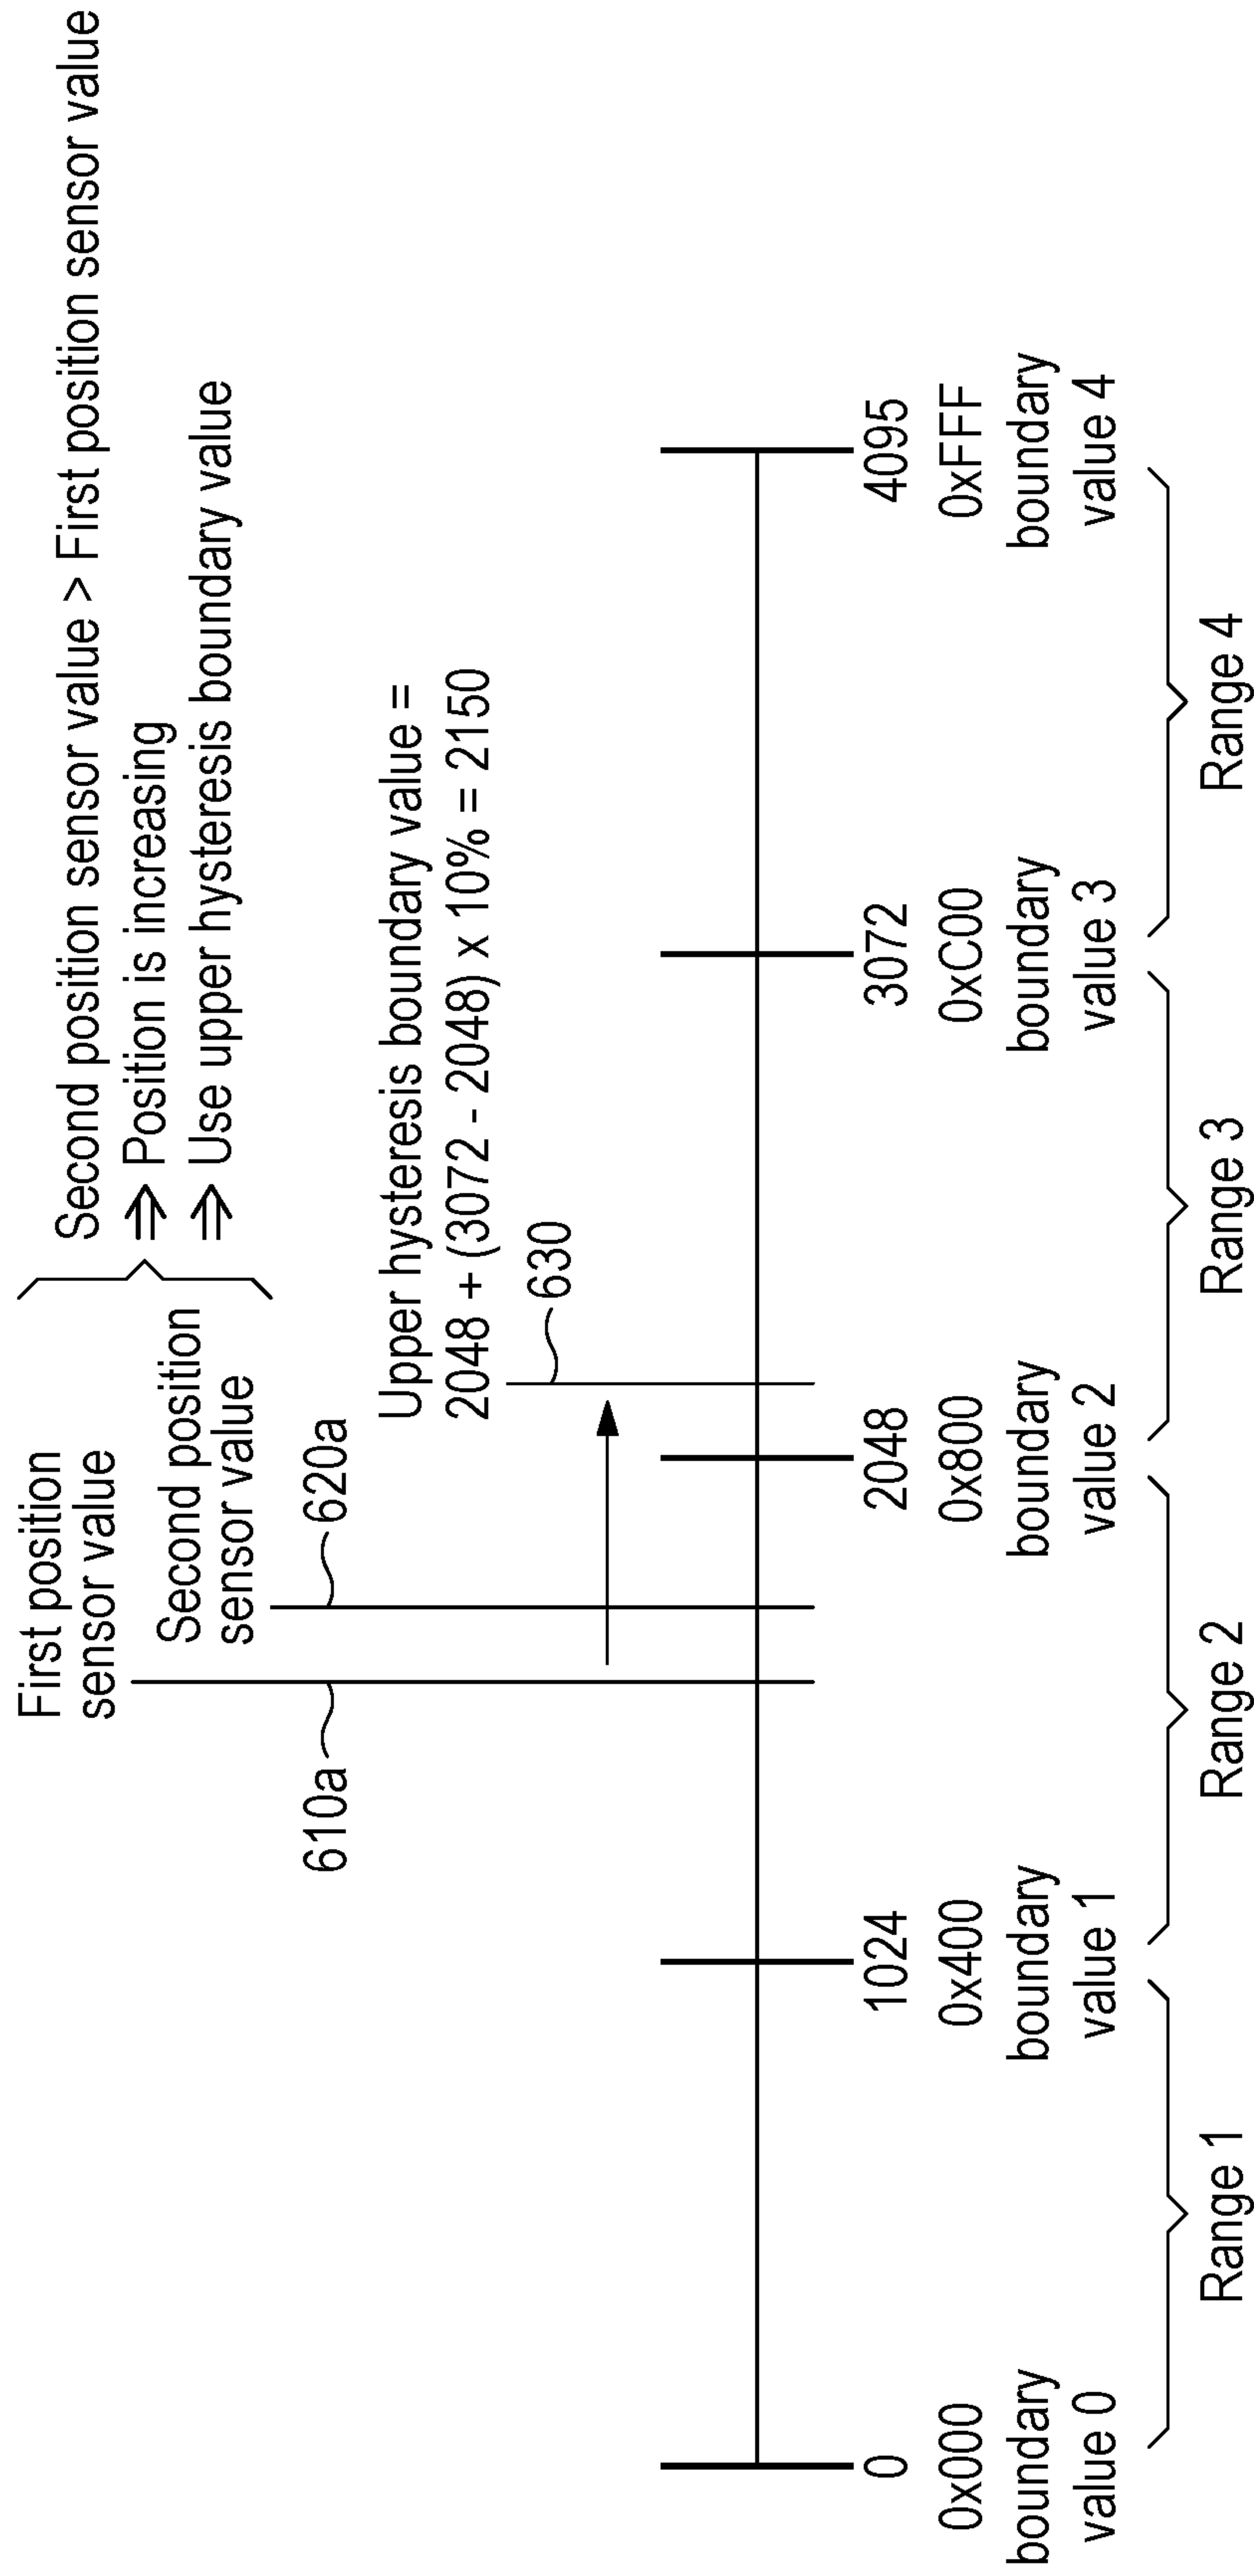 First position
sensor value
Second position
sensor value
Second position sensor value > First position sensor value
⇒ Position is increasing
⇒ Use upper hysteresis boundary value
610a
620a
Upper hysteresis boundary value =
2048 + (3072 - 2048) x 10% = 2150
630
0
0x000
boundary
value 0
1024
0x400
boundary
value 1
2048
0x800
boundary
value 2
3072
0xC00
boundary
value 3
4095
0xFFF
boundary
value 4
Range 1
Range 2
Range 3
Range 4